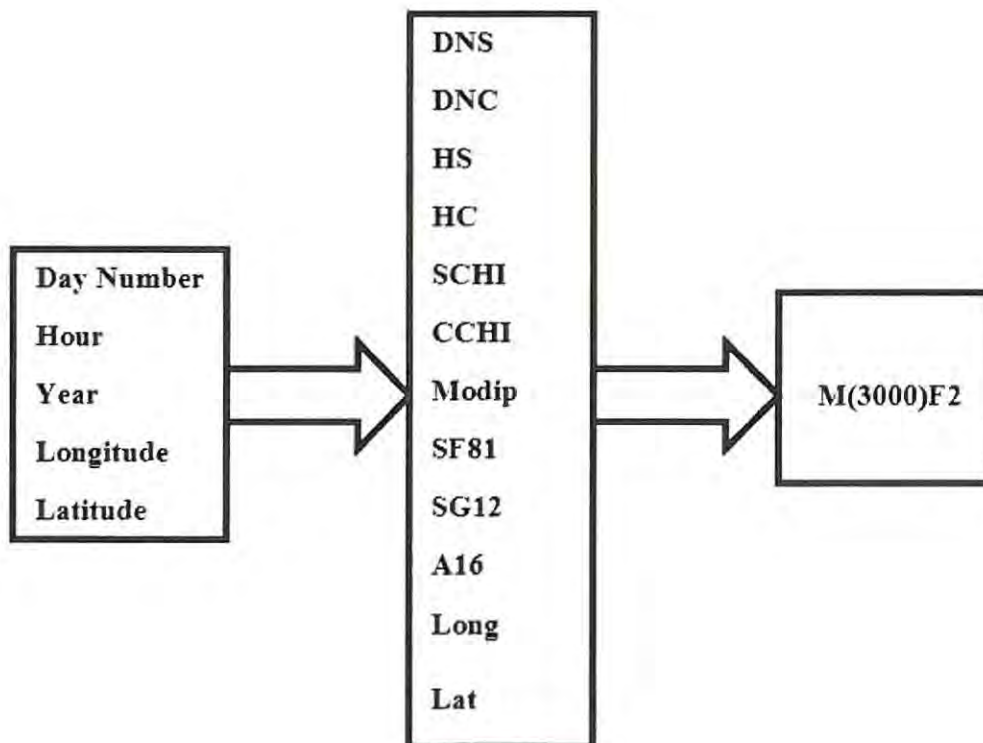 Day Number
Hour
Year
Longitude
Latitude
DNS
DNC
HS
HC
SCHI
CCHI
Modip
SF81
SG12
A16
Long
Lat
M(3000)F2